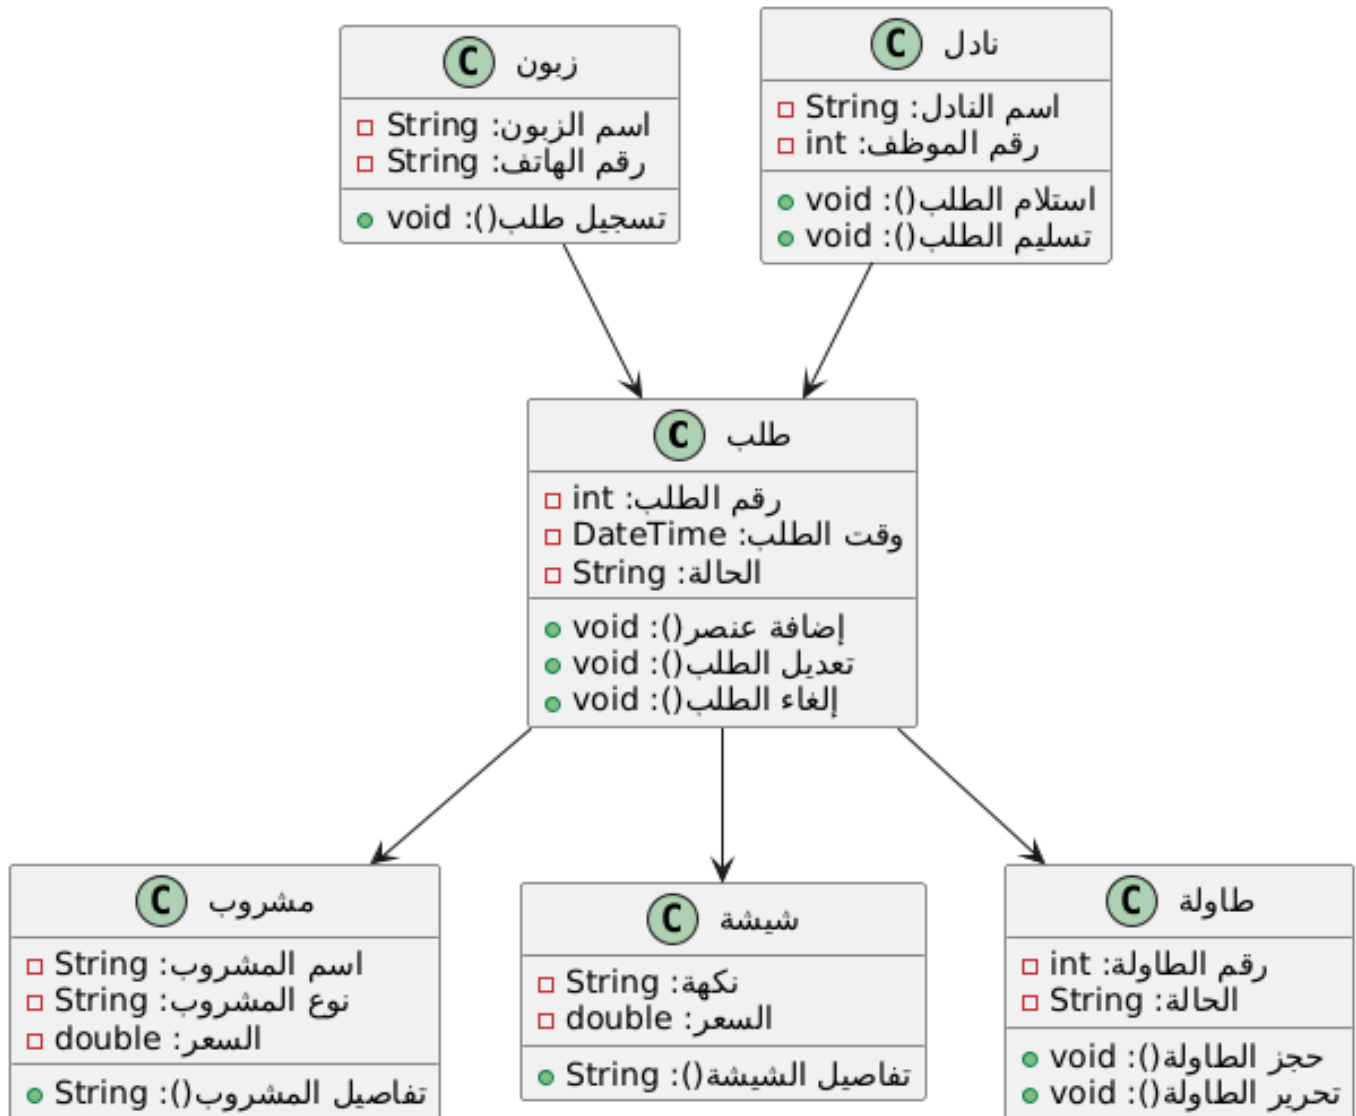 C زبون
اسم الزبون: String
رقم الهاتف: String
تسجيل طلب(): void
C نادل
اسم النادل: String
رقم الموظف: int
استلام الطلب(): void
تسليم الطلب(): void
C طلب
رقم الطلب: int
وقت الطلب: DateTime
الحالة: String
إضافة عنصر(): void
تعديل الطلب(): void
إلغاء الطلب(): void
C مشروب
اسم المشروب: String
نوع المشروب: String
السعر: double
تفاصيل المشروب(): String
C شيشة
نكهة: String
السعر: double
تفاصيل الشيشة(): String
C طاولة
رقم الطاولة: int
الحالة: String
حجز الطاولة(): void
تحرير الطاولة(): void